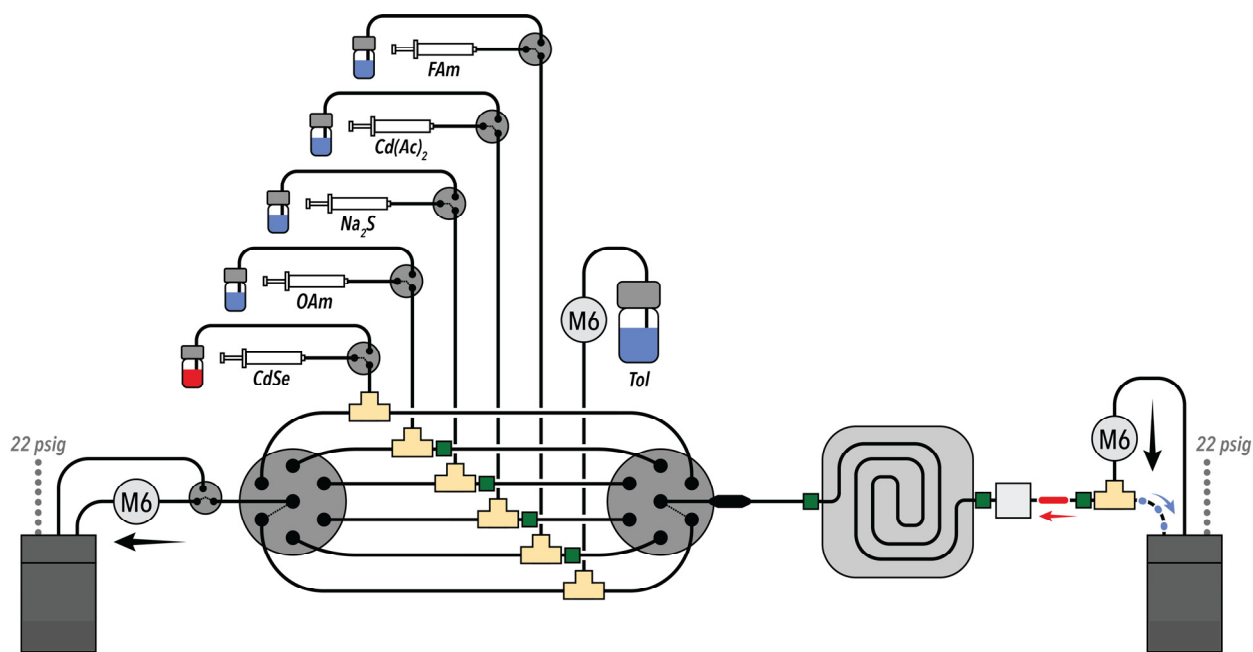 FAm
Cd(Ac)₂
Na₂S
OAm
CdSe
M6
Tol
22 psig
M6
M6
22 psig